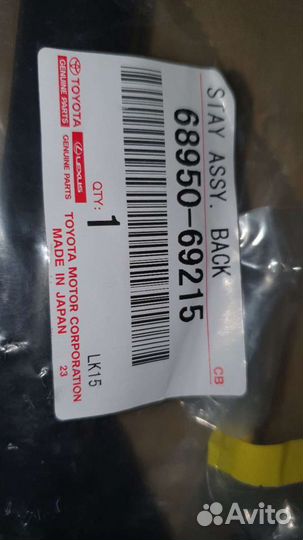 STAY ASSY. BACK
68950-69215
CB
QTY: 1
LK15
TOYOTA
GENUINE PARTS
LEXUS
GENUINE PARTS
TOYOTA MOTOR CORPORATION
MADE IN JAPAN
23
Avito